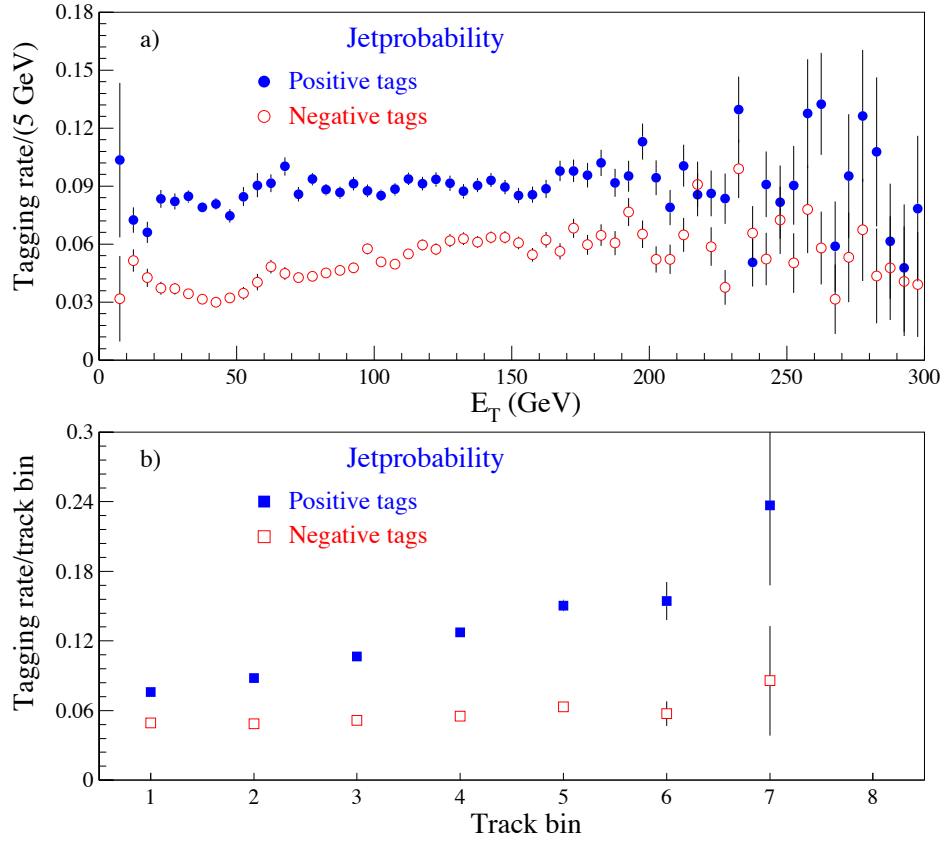 Tagging rate/(5 GeV)
a)
Jetprobability
Positive tags
Negative tags
0.18
0.15
0.12
0.09
0.06
0.03
0
0 50 100 150 200 250 300
E_T (GeV)
Tagging rate/track bin
b)
Jetprobability
Positive tags
Negative tags
0.3
0.24
0.18
0.12
0.06
0
1 2 3 4 5 6 7 8
Track bin